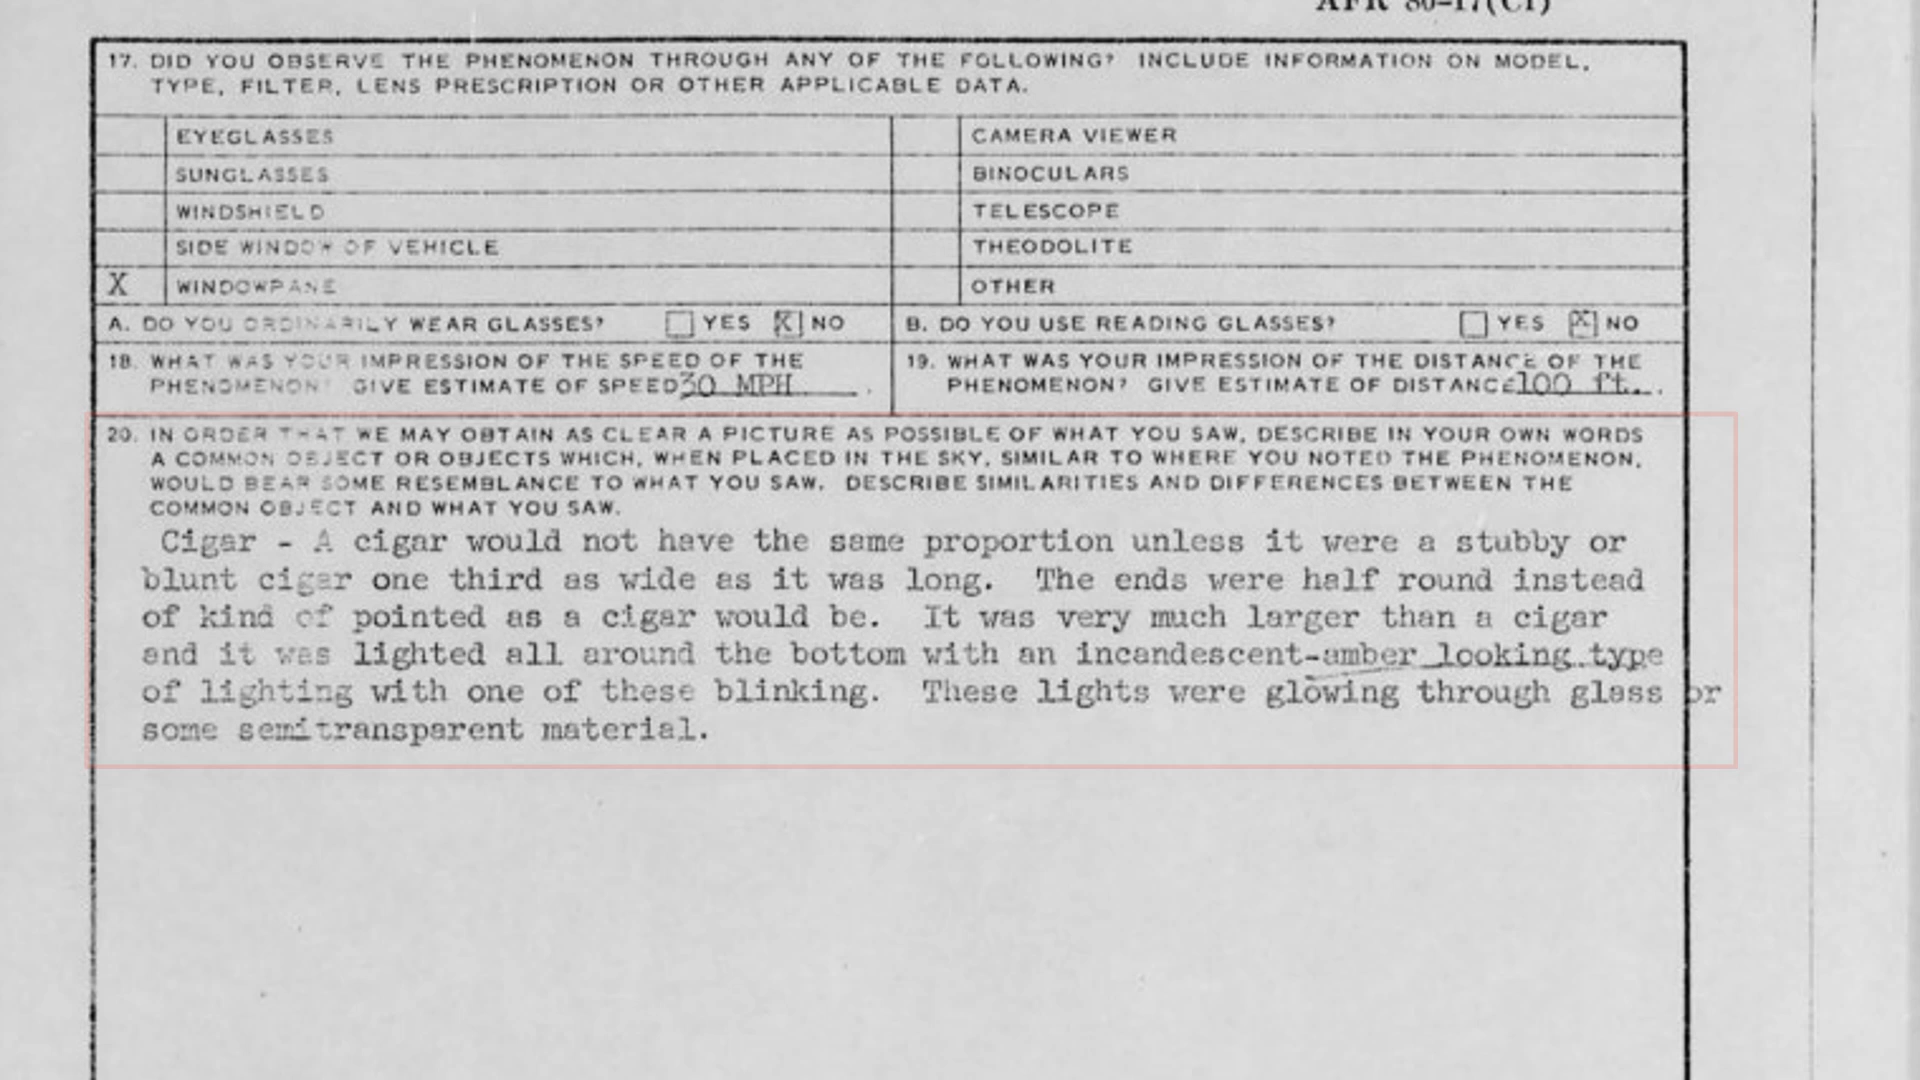 AFR 80-17(C1)
17. DID YOU OBSERVE THE PHENOMENON THROUGH ANY OF THE FOLLOWING? INCLUDE INFORMATION ON MODEL,
TYPE, FILTER, LENS PRESCRIPTION OR OTHER APPLICABLE DATA.
EYEGLASSES
CAMERA VIEWER
SUNGLASSES
BINOCULARS
WINDSHIELD
TELESCOPE
SIDE WINDOW OF VEHICLE
THEODOLITE
X WINDOWPANE
OTHER
A. DO YOU ORDINARILY WEAR GLASSES? YES X NO
B. DO YOU USE READING GLASSES? YES X NO
18. WHAT WAS YOUR IMPRESSION OF THE SPEED OF THE
PHENOMENON? GIVE ESTIMATE OF SPEED 30 MPH.
19. WHAT WAS YOUR IMPRESSION OF THE DISTANCE OF THE
PHENOMENON? GIVE ESTIMATE OF DISTANCE 100 ft..
20. IN ORDER THAT WE MAY OBTAIN AS CLEAR A PICTURE AS POSSIBLE OF WHAT YOU SAW, DESCRIBE IN YOUR OWN WORDS
A COMMON OBJECT OR OBJECTS WHICH, WHEN PLACED IN THE SKY, SIMILAR TO WHERE YOU NOTED THE PHENOMENON,
WOULD BEAR SOME RESEMBLANCE TO WHAT YOU SAW. DESCRIBE SIMILARITIES AND DIFFERENCES BETWEEN THE
COMMON OBJECT AND WHAT YOU SAW.
Cigar - A cigar would not have the same proportion unless it were a stubby or
blunt cigar one third as wide as it was long. The ends were half round instead
of kind of pointed as a cigar would be. It was very much larger than a cigar
and it was lighted all around the bottom with an incandescent-amber looking type
of lighting with one of these blinking. These lights were glowing through glass or
some semitransparent material.